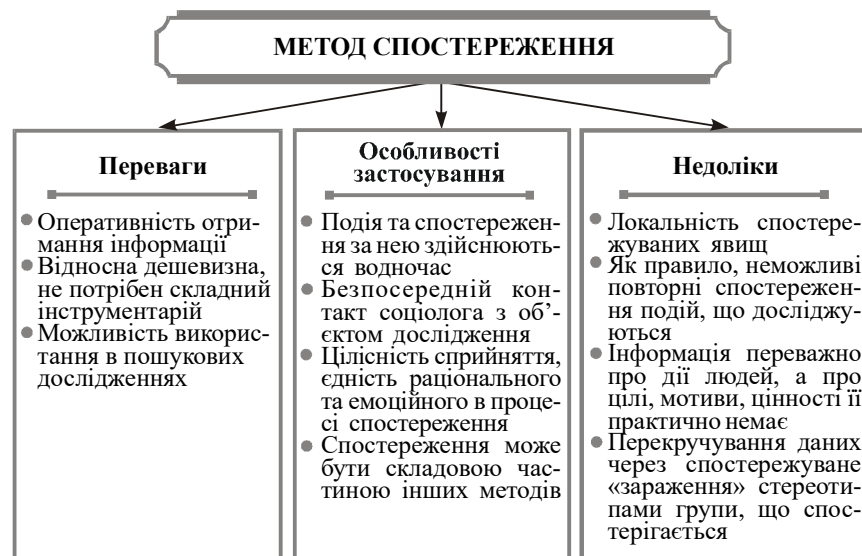 МЕТОД СПОСТЕРЕЖЕННЯ
Переваги
Оперативність отри-
мання інформації
Відносна дешевизна,
не потрібен складний
інструментарій
Можливість викорис-
тання в пошукових
дослідженнях
Особливості
застосування
Подія та спостережен-
ня за нею здійснюють-
ся водночас
Безпосередній кон-
такт соціолога з об’-
єктом дослідження
Цілісність сприйняття,
єдність раціонального
та емоційного в проце-
сі спостереження
Спостереження може
бути складовою час-
тиною інших методів
Недоліки
Локальність спостере-
жуваних явищ
Як правило, неможливі
повторні спостережен-
ня подій, що досліджу-
ються
Інформація переважно
про дії людей, а про
цілі, мотиви, цінності її
практично немає
Перекручування даних
через спостережуване
«зараження» стереоти-
пами групи, що спос-
терігається